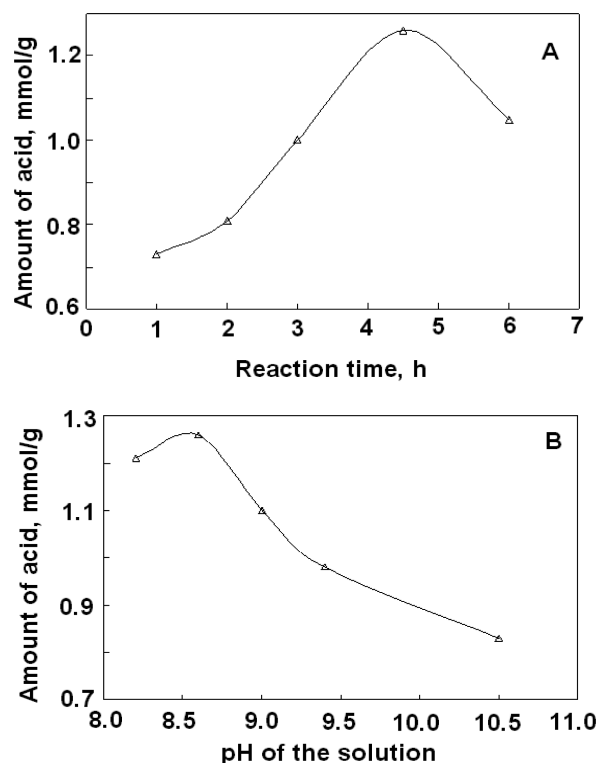 A
Amount of acid, mmol/g
1.2
1.0
0.8
0.6
0 1 2 3 4 5 6 7
Reaction time, h
B
Amount of acid, mmol/g
1.3
1.1
0.9
0.7
8.0 8.5 9.0 9.5 10.0 10.5 11.0
pH of the solution